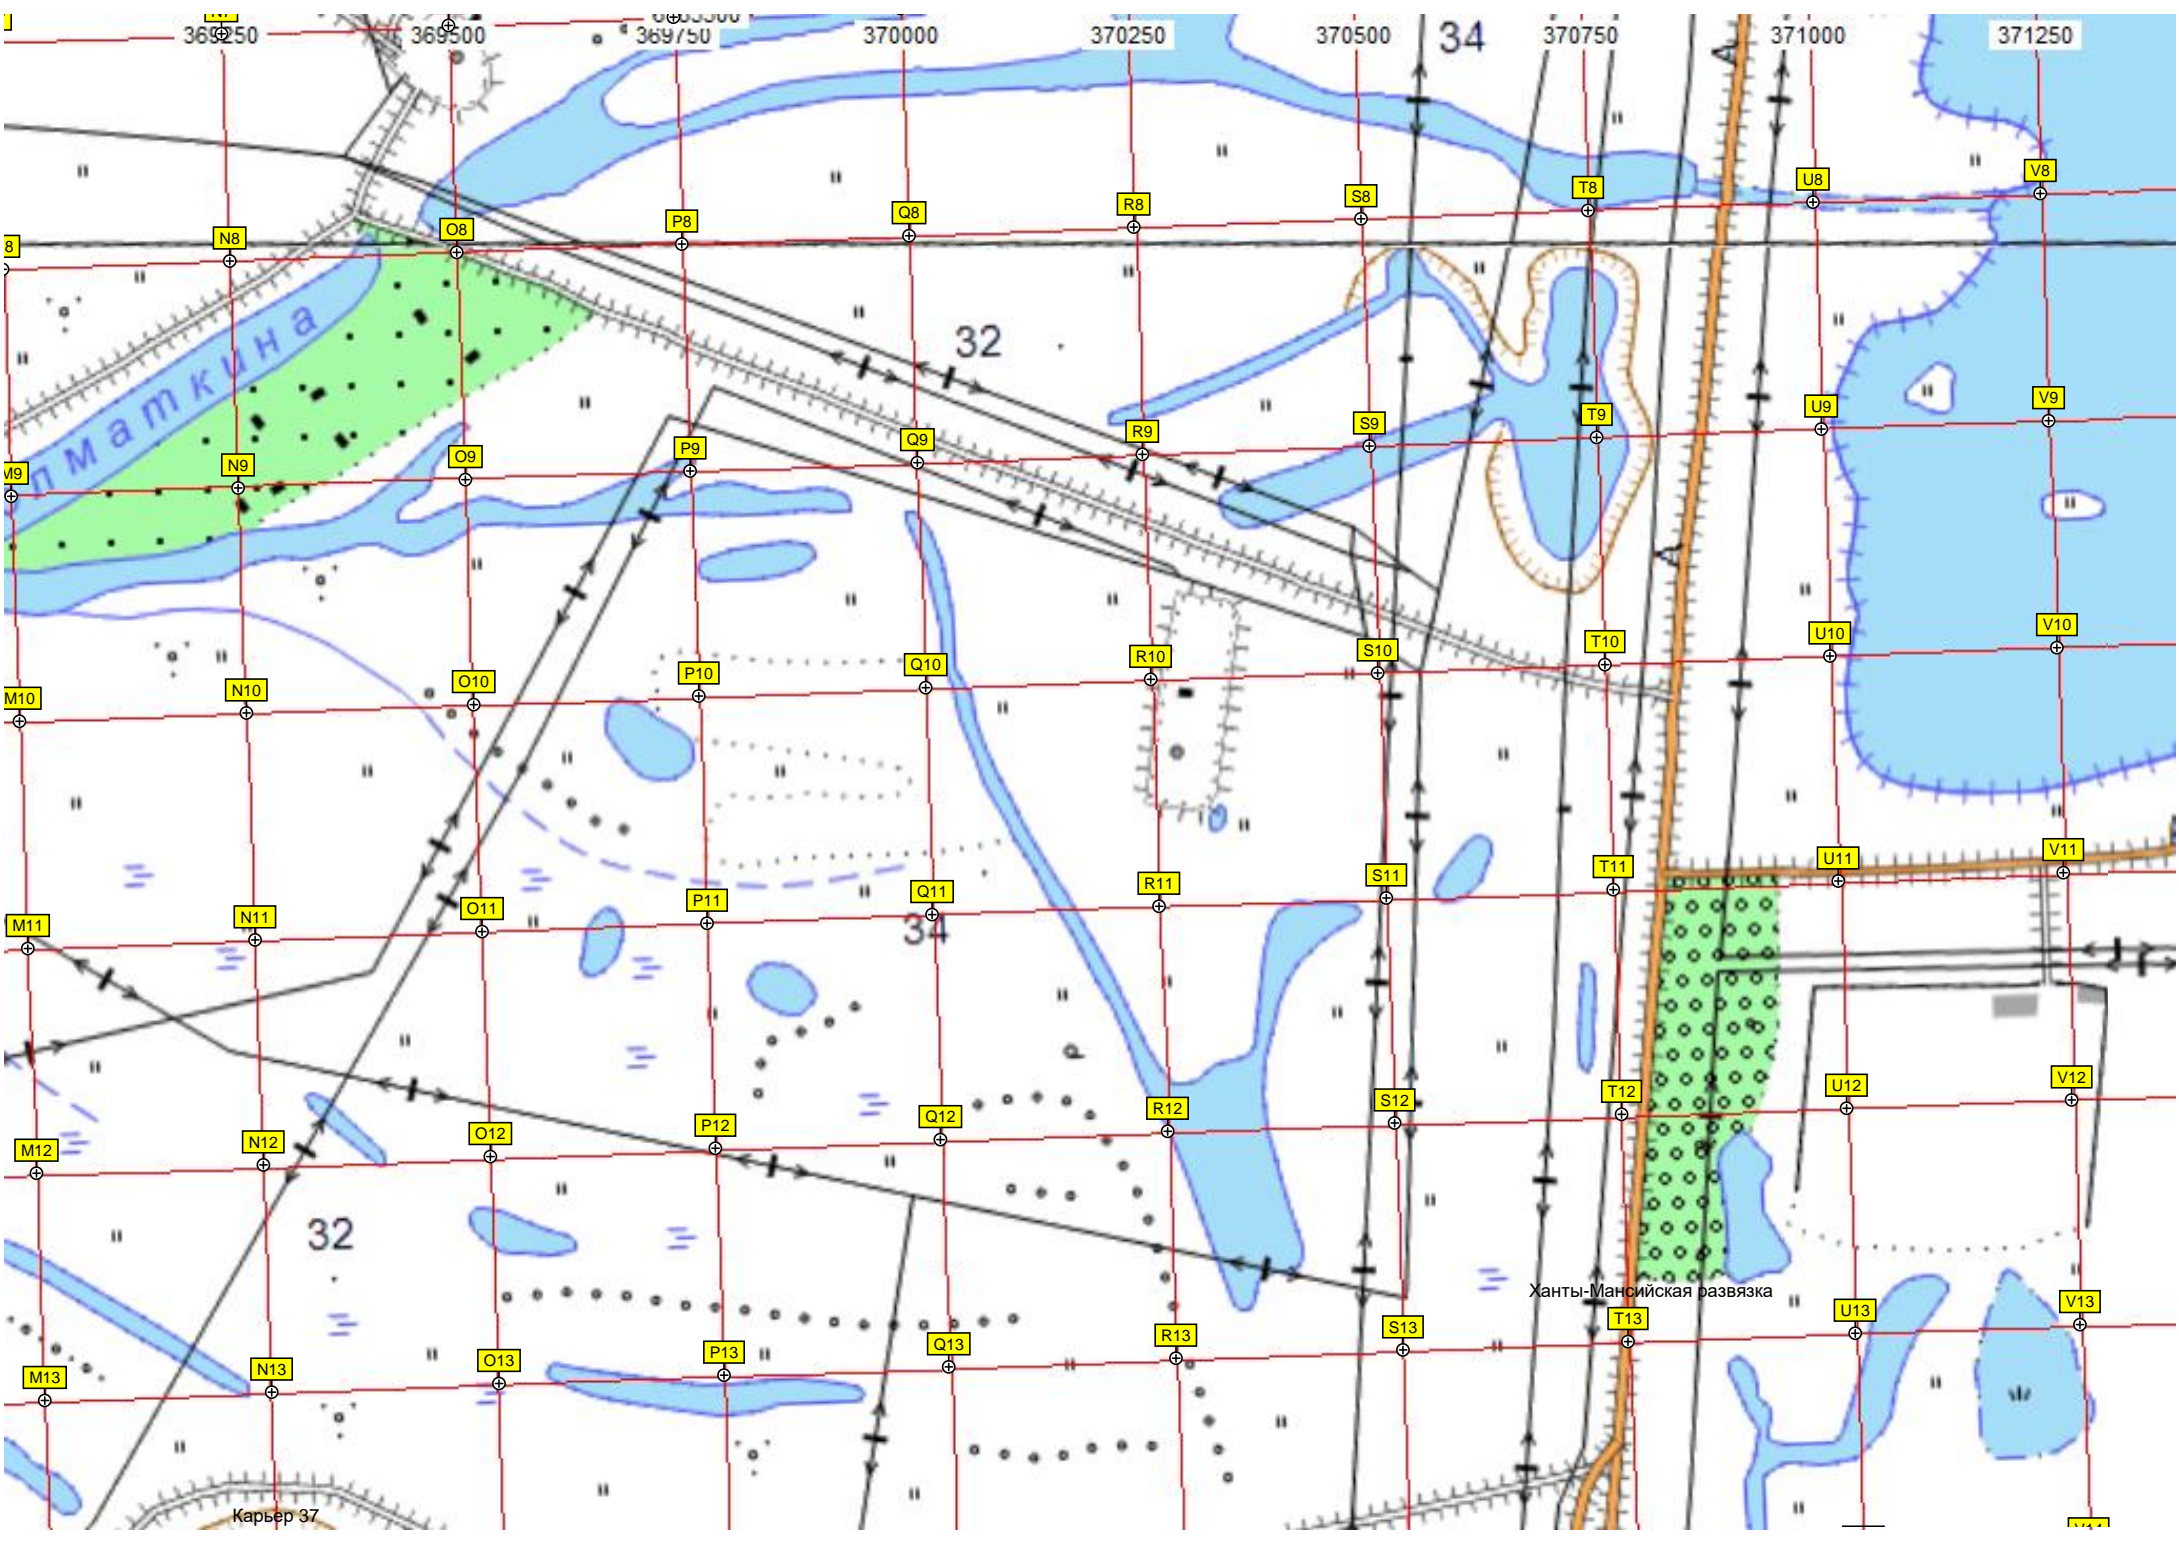 369250 369500 369750 370000 370250 370500 34 370750 371000 371250
N8 O8 P8 Q8 R8 S8 T8 U8 V8
32
M9 N9 O9 P9 Q9 R9 S9 T9 U9 V9
M10 N10 O10 P10 Q10 R10 S10 T10 U10 V10
M11 N11 O11 P11 Q11 R11 S11 T11 U11 V11
34
M12 N12 O12 P12 Q12 R12 S12 T12 U12 V12
32
Ханты-Мансийская развязка
M13 N13 O13 P13 Q13 R13 S13 T13 U13 V13
Карьер 37